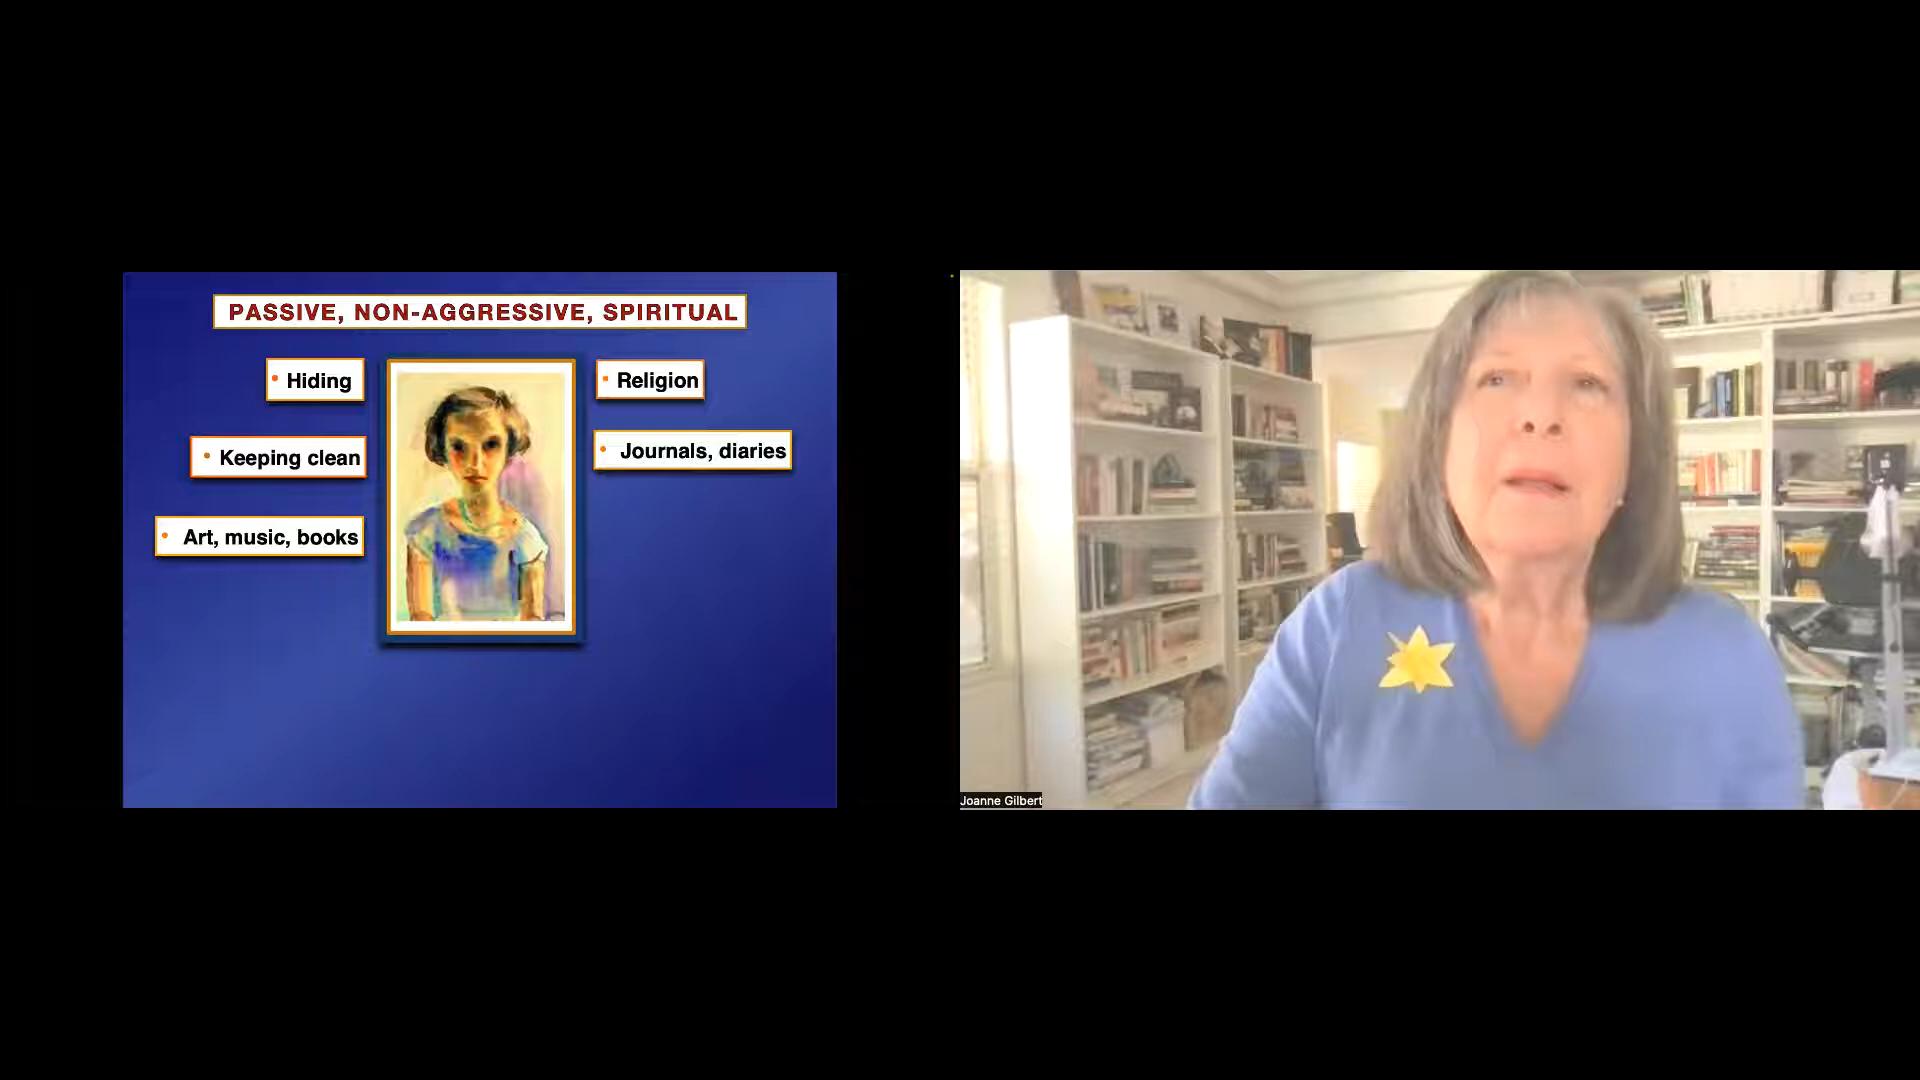 PASSIVE, NON-AGGRESSIVE, SPIRITUAL
• Hiding
• Keeping clean
• Art, music, books
• Religion
• Journals, diaries
Joanne Gilbert